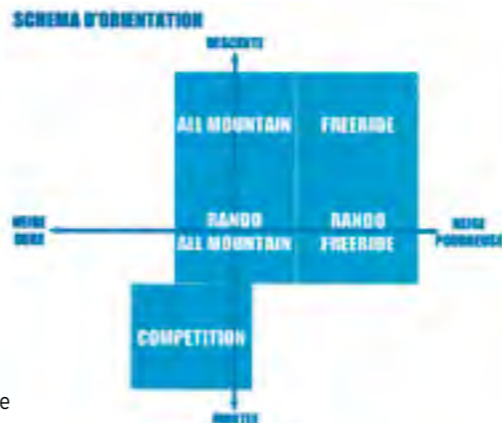 SCHEMA D'ORIENTATION
DESCENTE
ALL MOUNTAIN
FREERIDE
NEIGE
DURE
RANDO
ALL MOUNTAIN
RANDO
FREERIDE
NEIGE
POUDREUSE
COMPETITION
MONTEE
e